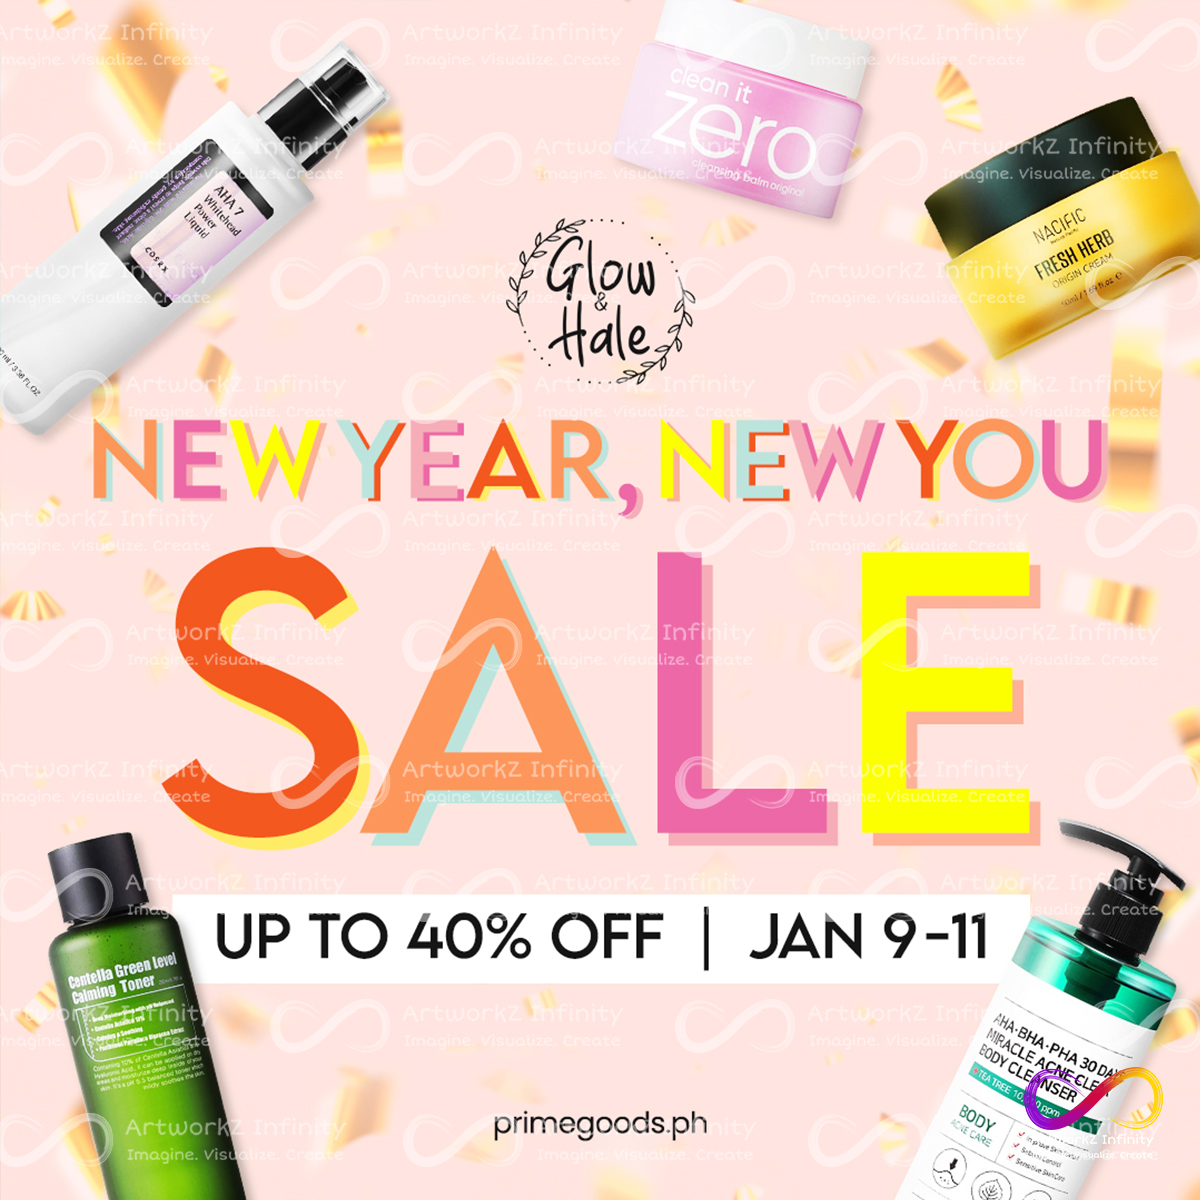 AHA 7
Whitehead
Power
Liquid
COSRX
clean it
zero
cleansing balm original
NACIFIC
FRESH HERB
ORIGIN CREAM
Glow
&
Hale
NEW YEAR, NEW YOU
SALE
UP TO 40% OFF | JAN 9-11
Centella Green Level
Calming Toner
AHA·BHA·PHA 30 DAYS
MIRACLE ACNE CLEAR
BODY CLEANSER
TEA TREE
BODY
ACNE CARE
primegoods.ph
ArtworkZ Infinity
Imagine. Visualize. Create